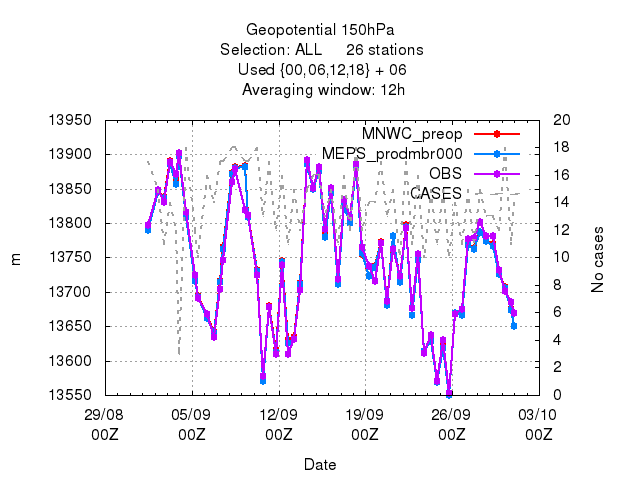 Geopotential 150hPa
Selection: ALL 26 stations
Used {00,06,12,18} + 06
Averaging window: 12h
13950
13900
13850
13800
13750
13700
13650
13600
13550
m
20
18
16
14
12
10
8
6
4
2
0
No cases
MNWC_preop
MEPS_prodmbr000
OBS
CASES
29/08 05/09 12/09 19/09 26/09 03/10
00Z 00Z 00Z 00Z 00Z 00Z
Date